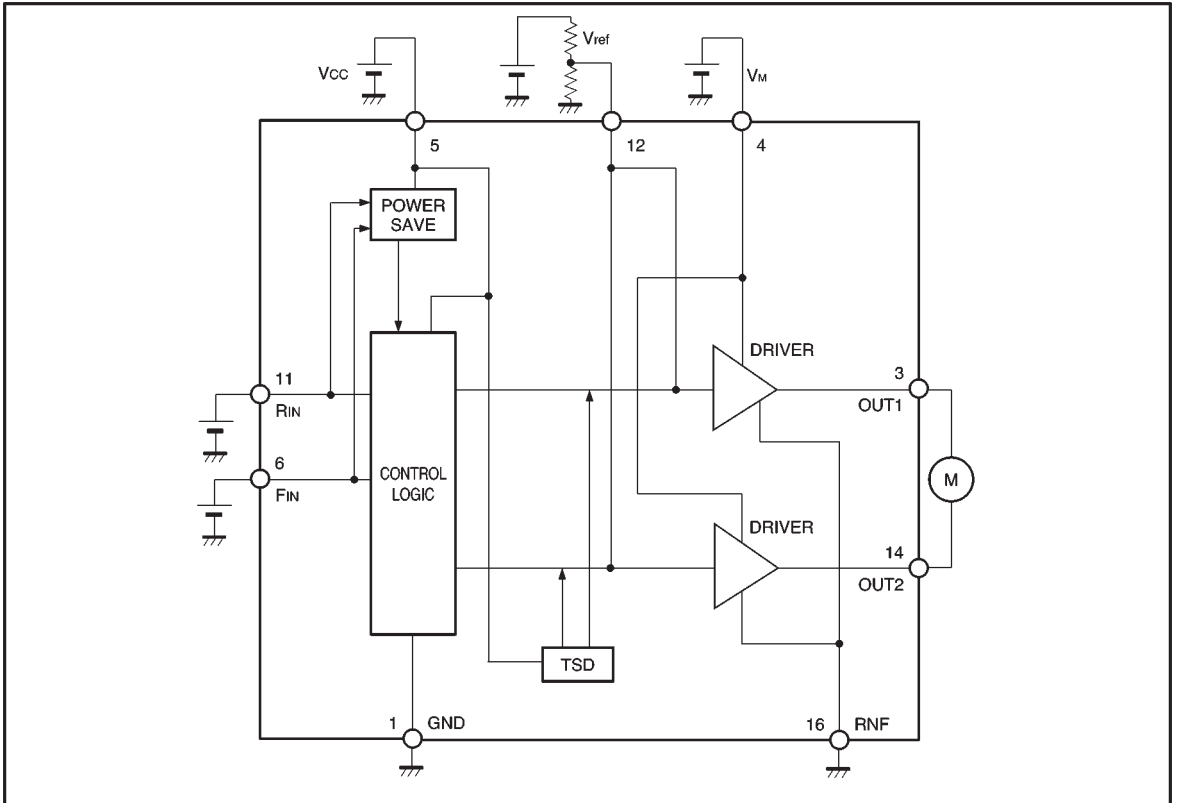 Vref
VCC
VM
5
12
4
POWER
SAVE
DRIVER
11
RIN
3
OUT1
6
FIN
CONTROL
LOGIC
M
DRIVER
14
OUT2
TSD
1 GND
16 RNF